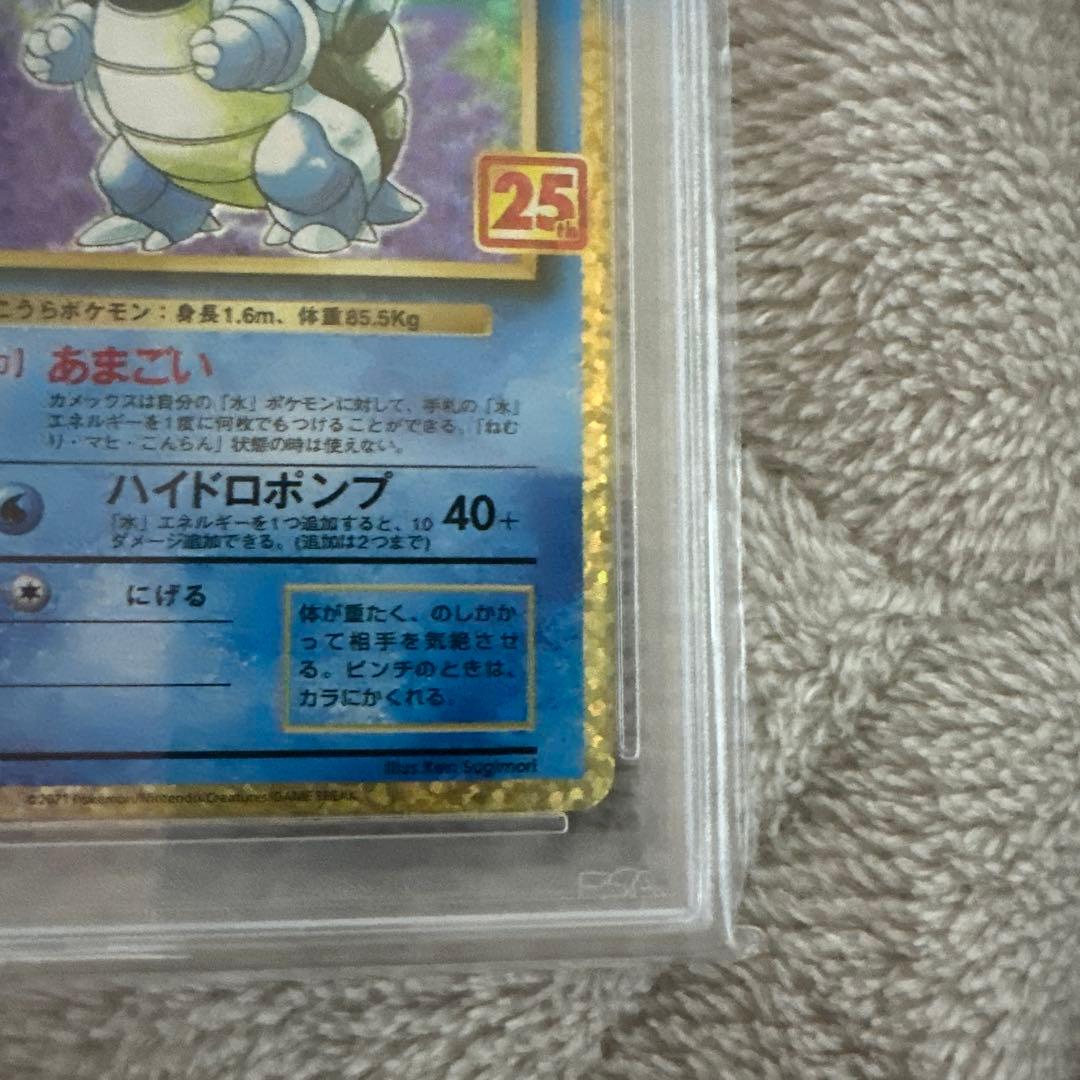 25th
こうらポケモン：身長1.6m、体重85.5Kg
あまごい
カメックスは自分の「水」ポケモンに対して、手札の「水」
エネルギーを1度に何枚でもつけることができる。「ねむ
り・マヒ・こんらん」状態の時は使えない。
ハイドロポンプ 40+
「水」エネルギーを1つ追加すると、10
ダメージ追加できる。(追加は2つまで)
にげる
体が重たく、のしかか
って相手を気絶させ
る。ピンチのときは、
カラにかくれる。
Illus.Ken Sugimori
©2021 Pokémon/Nintendo/Creatures/GAME FREAK
PSA